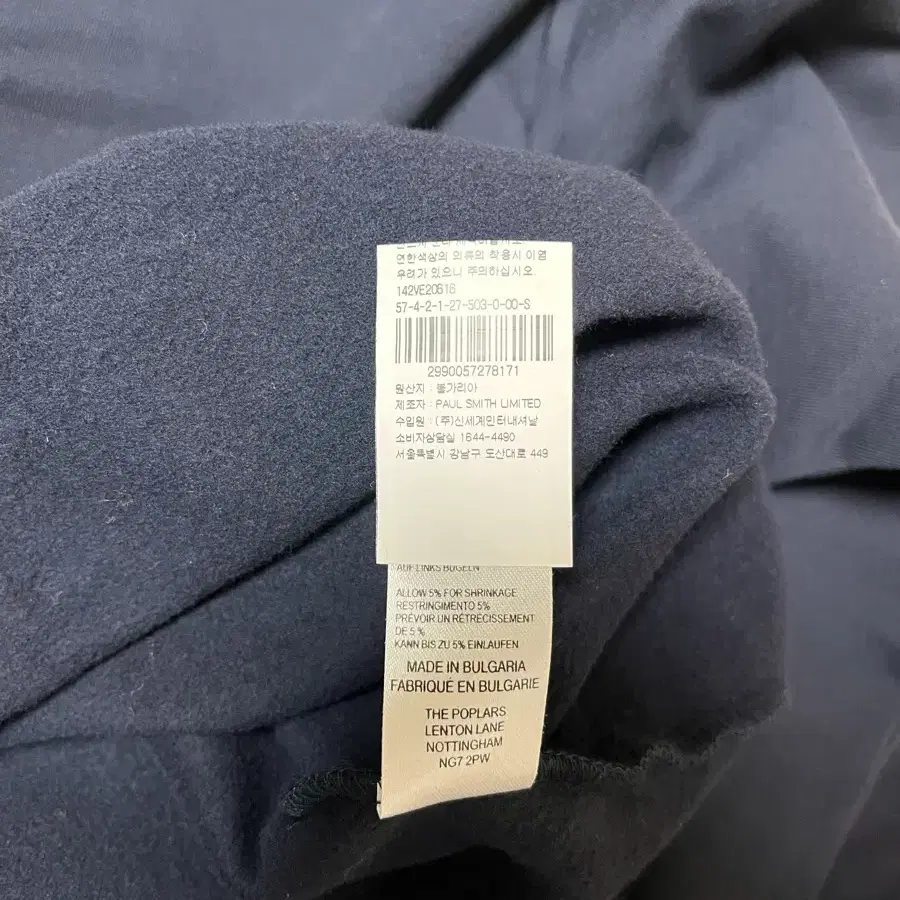 연한색상의 의류의 착용시 이염
우려가 있으니 주의하십시오.
142VE20616
57-4-2-1-27-503-0-00-S
2990057278171
원산지 : 불가리아
제조자 : PAUL SMITH LIMITED
수입원 : (주)신세계인터내셔날
소비자상담실 1644-4490
서울특별시 강남구 도산대로 449
AUF LINKS BÜGELN
ALLOW 5% FOR SHRINKAGE
RESTRINGIMENTO 5%
PRÉVOIR UN RÉTRÉCISSEMENT
DE 5 %
KANN BIS ZU 5% EINLAUFEN
MADE IN BULGARIA
FABRIQUÉ EN BULGARIE
THE POPLARS
LENTON LANE
NOTTINGHAM
NG7 2PW